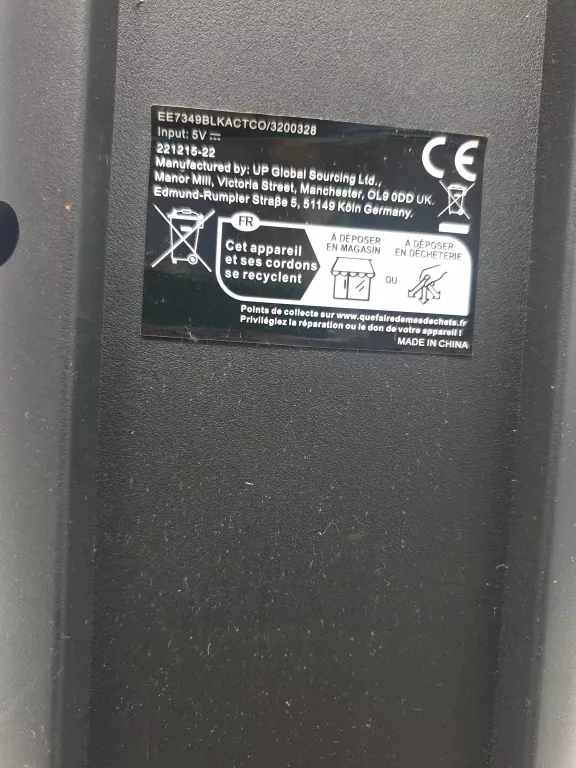 EE7349BLKACTCO/3200328
Input: 5V ⎓
221215-22
Manufactured by: UP Global Sourcing Ltd.,
Manor Mill, Victoria Street, Manchester, OL9 0DD UK.
Edmund-Rumpler Straße 5, 51149 Köln Germany.
CE
FR
Cet appareil
et ses cordons
se recyclent
À DÉPOSER
EN MAGASIN
OU
À DÉPOSER
EN DÉCHÈTERIE
Points de collecte sur www.quefairedemesdechets.fr.
Privilégiez la réparation ou le don de votre appareil !
MADE IN CHINA